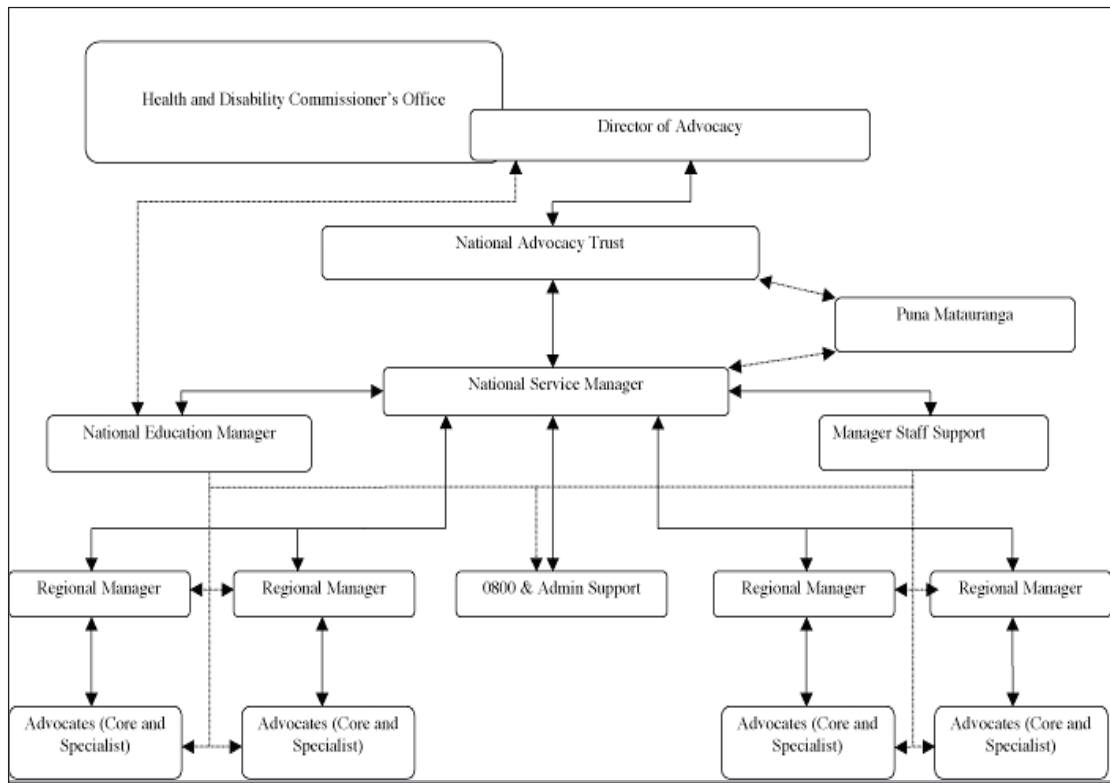 Health and Disability Commissioner's Office
Director of Advocacy
National Advocacy Trust
Puna Matauranga
National Service Manager
National Education Manager
Manager Staff Support
Regional Manager
Regional Manager
0800 & Admin Support
Regional Manager
Regional Manager
Advocates (Core and
Specialist)
Advocates (Core and
Specialist)
Advocates (Core and
Specialist)
Advocates (Core and
Specialist)